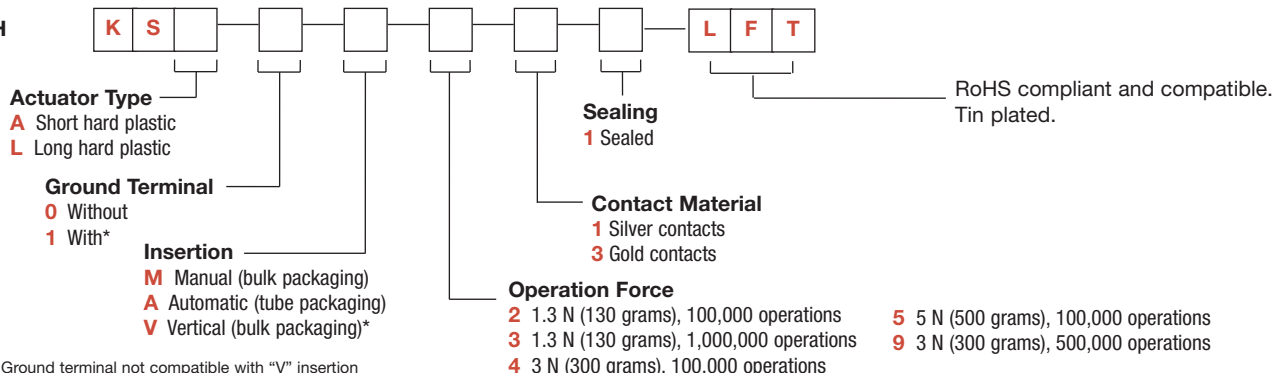 K S L F T
Actuator Type
A Short hard plastic
L Long hard plastic
Ground Terminal
0 Without
1 With*
Insertion
M Manual (bulk packaging)
A Automatic (tube packaging)
V Vertical (bulk packaging)*
Operation Force
2 1.3 N (130 grams), 100,000 operations
3 1.3 N (130 grams), 1,000,000 operations
4 3 N (300 grams), 100,000 operations
5 5 N (500 grams), 100,000 operations
9 3 N (300 grams), 500,000 operations
Contact Material
1 Silver contacts
3 Gold contacts
Sealing
1 Sealed
RoHS compliant and compatible.
Tin plated.
Ground terminal not compatible with “V” insertion